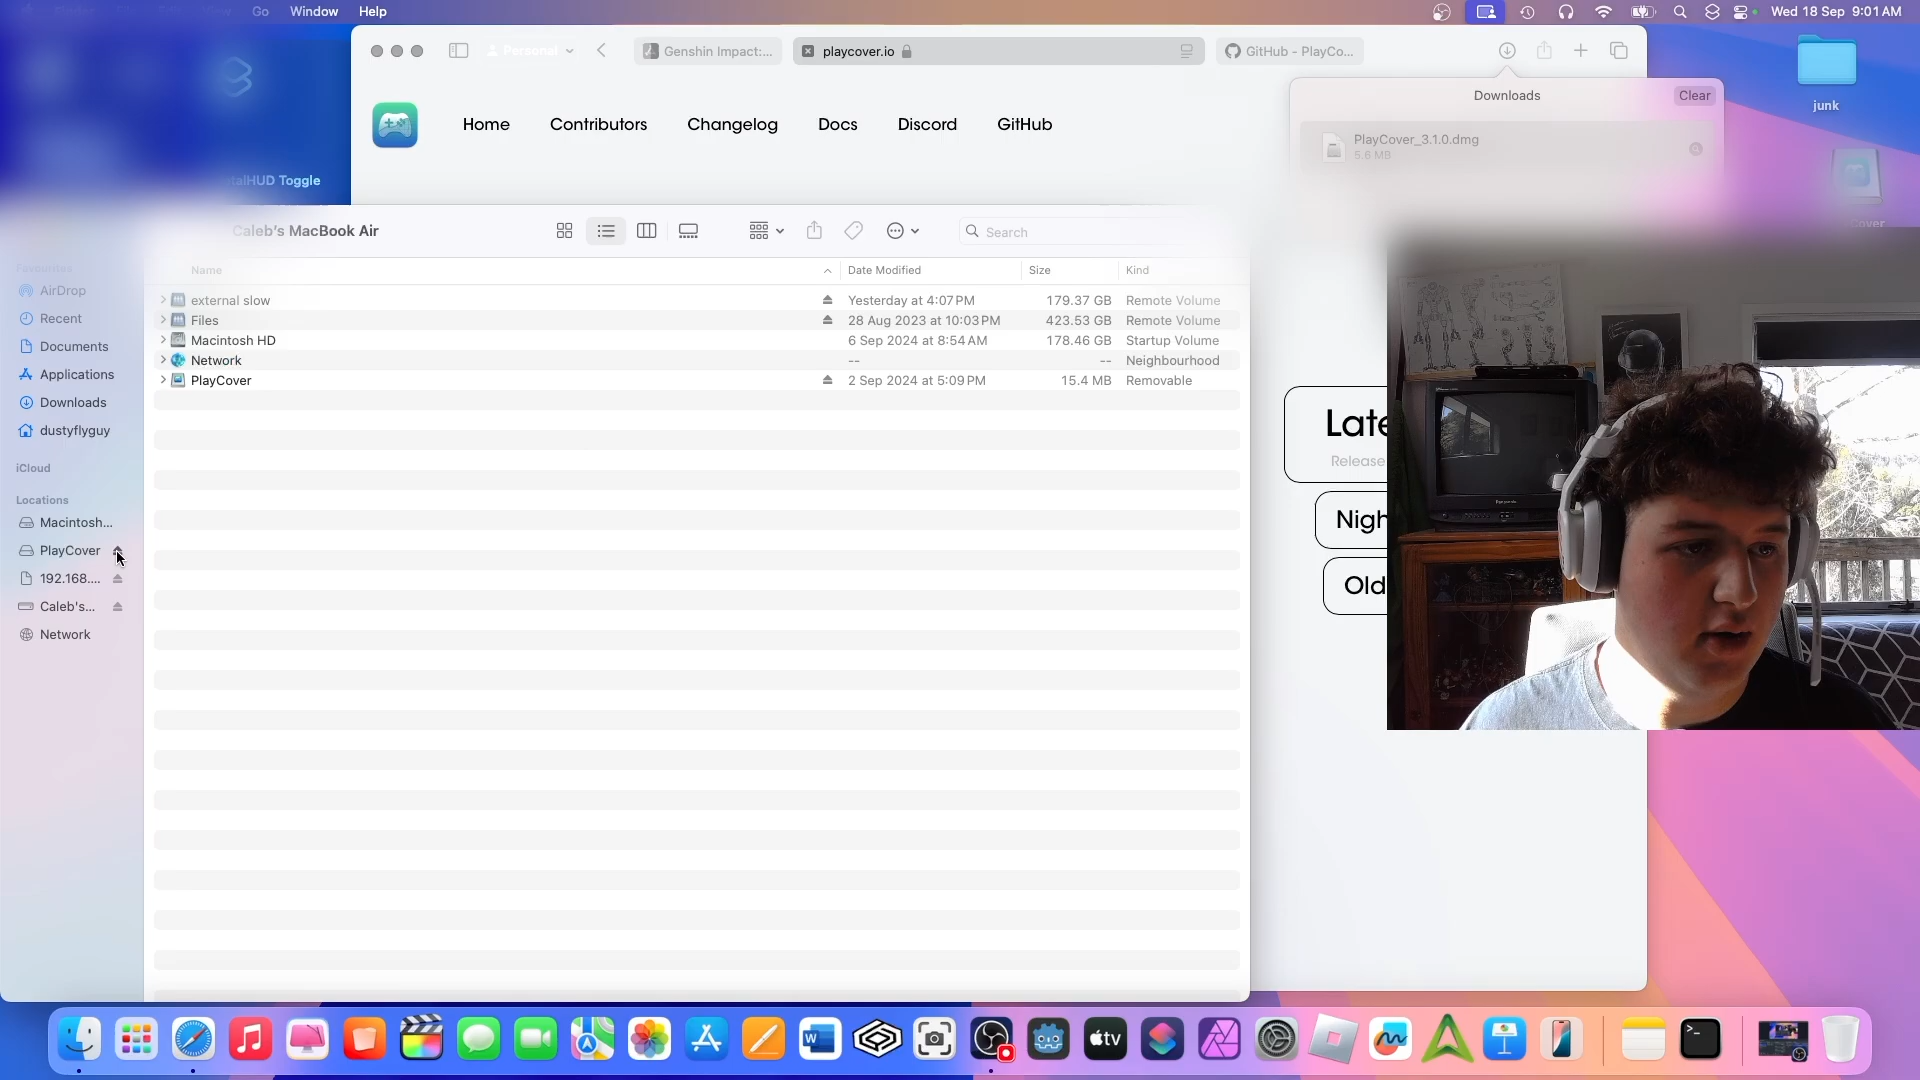 Go Window Help
Wed 18 Sep 9:01 AM
Personal
Genshin Impact:...
playcover.io
GitHub - PlayCo...
Downloads
Clear
PlayCover_3.1.0.dmg
5.6 MB
Home Contributors Changelog Docs Discord GitHub
junk
talHUD Toggle
Caleb's MacBook Air
Search
Favourites
AirDrop
Recent
Documents
Applications
Downloads
dustyflyguy
iCloud
Locations
Macintosh...
PlayCover
192.168....
Caleb's...
Network
Name Date Modified Size Kind
external slow Yesterday at 4:07 PM 179.37 GB Remote Volume
Files 28 Aug 2023 at 10:03 PM 423.53 GB Remote Volume
Macintosh HD 6 Sep 2024 at 8:54 AM 178.46 GB Startup Volume
Network -- -- Neighbourhood
PlayCover 2 Sep 2024 at 5:09 PM 15.4 MB Removable
Late
Release
Nigh
Old
Panasonic
tv